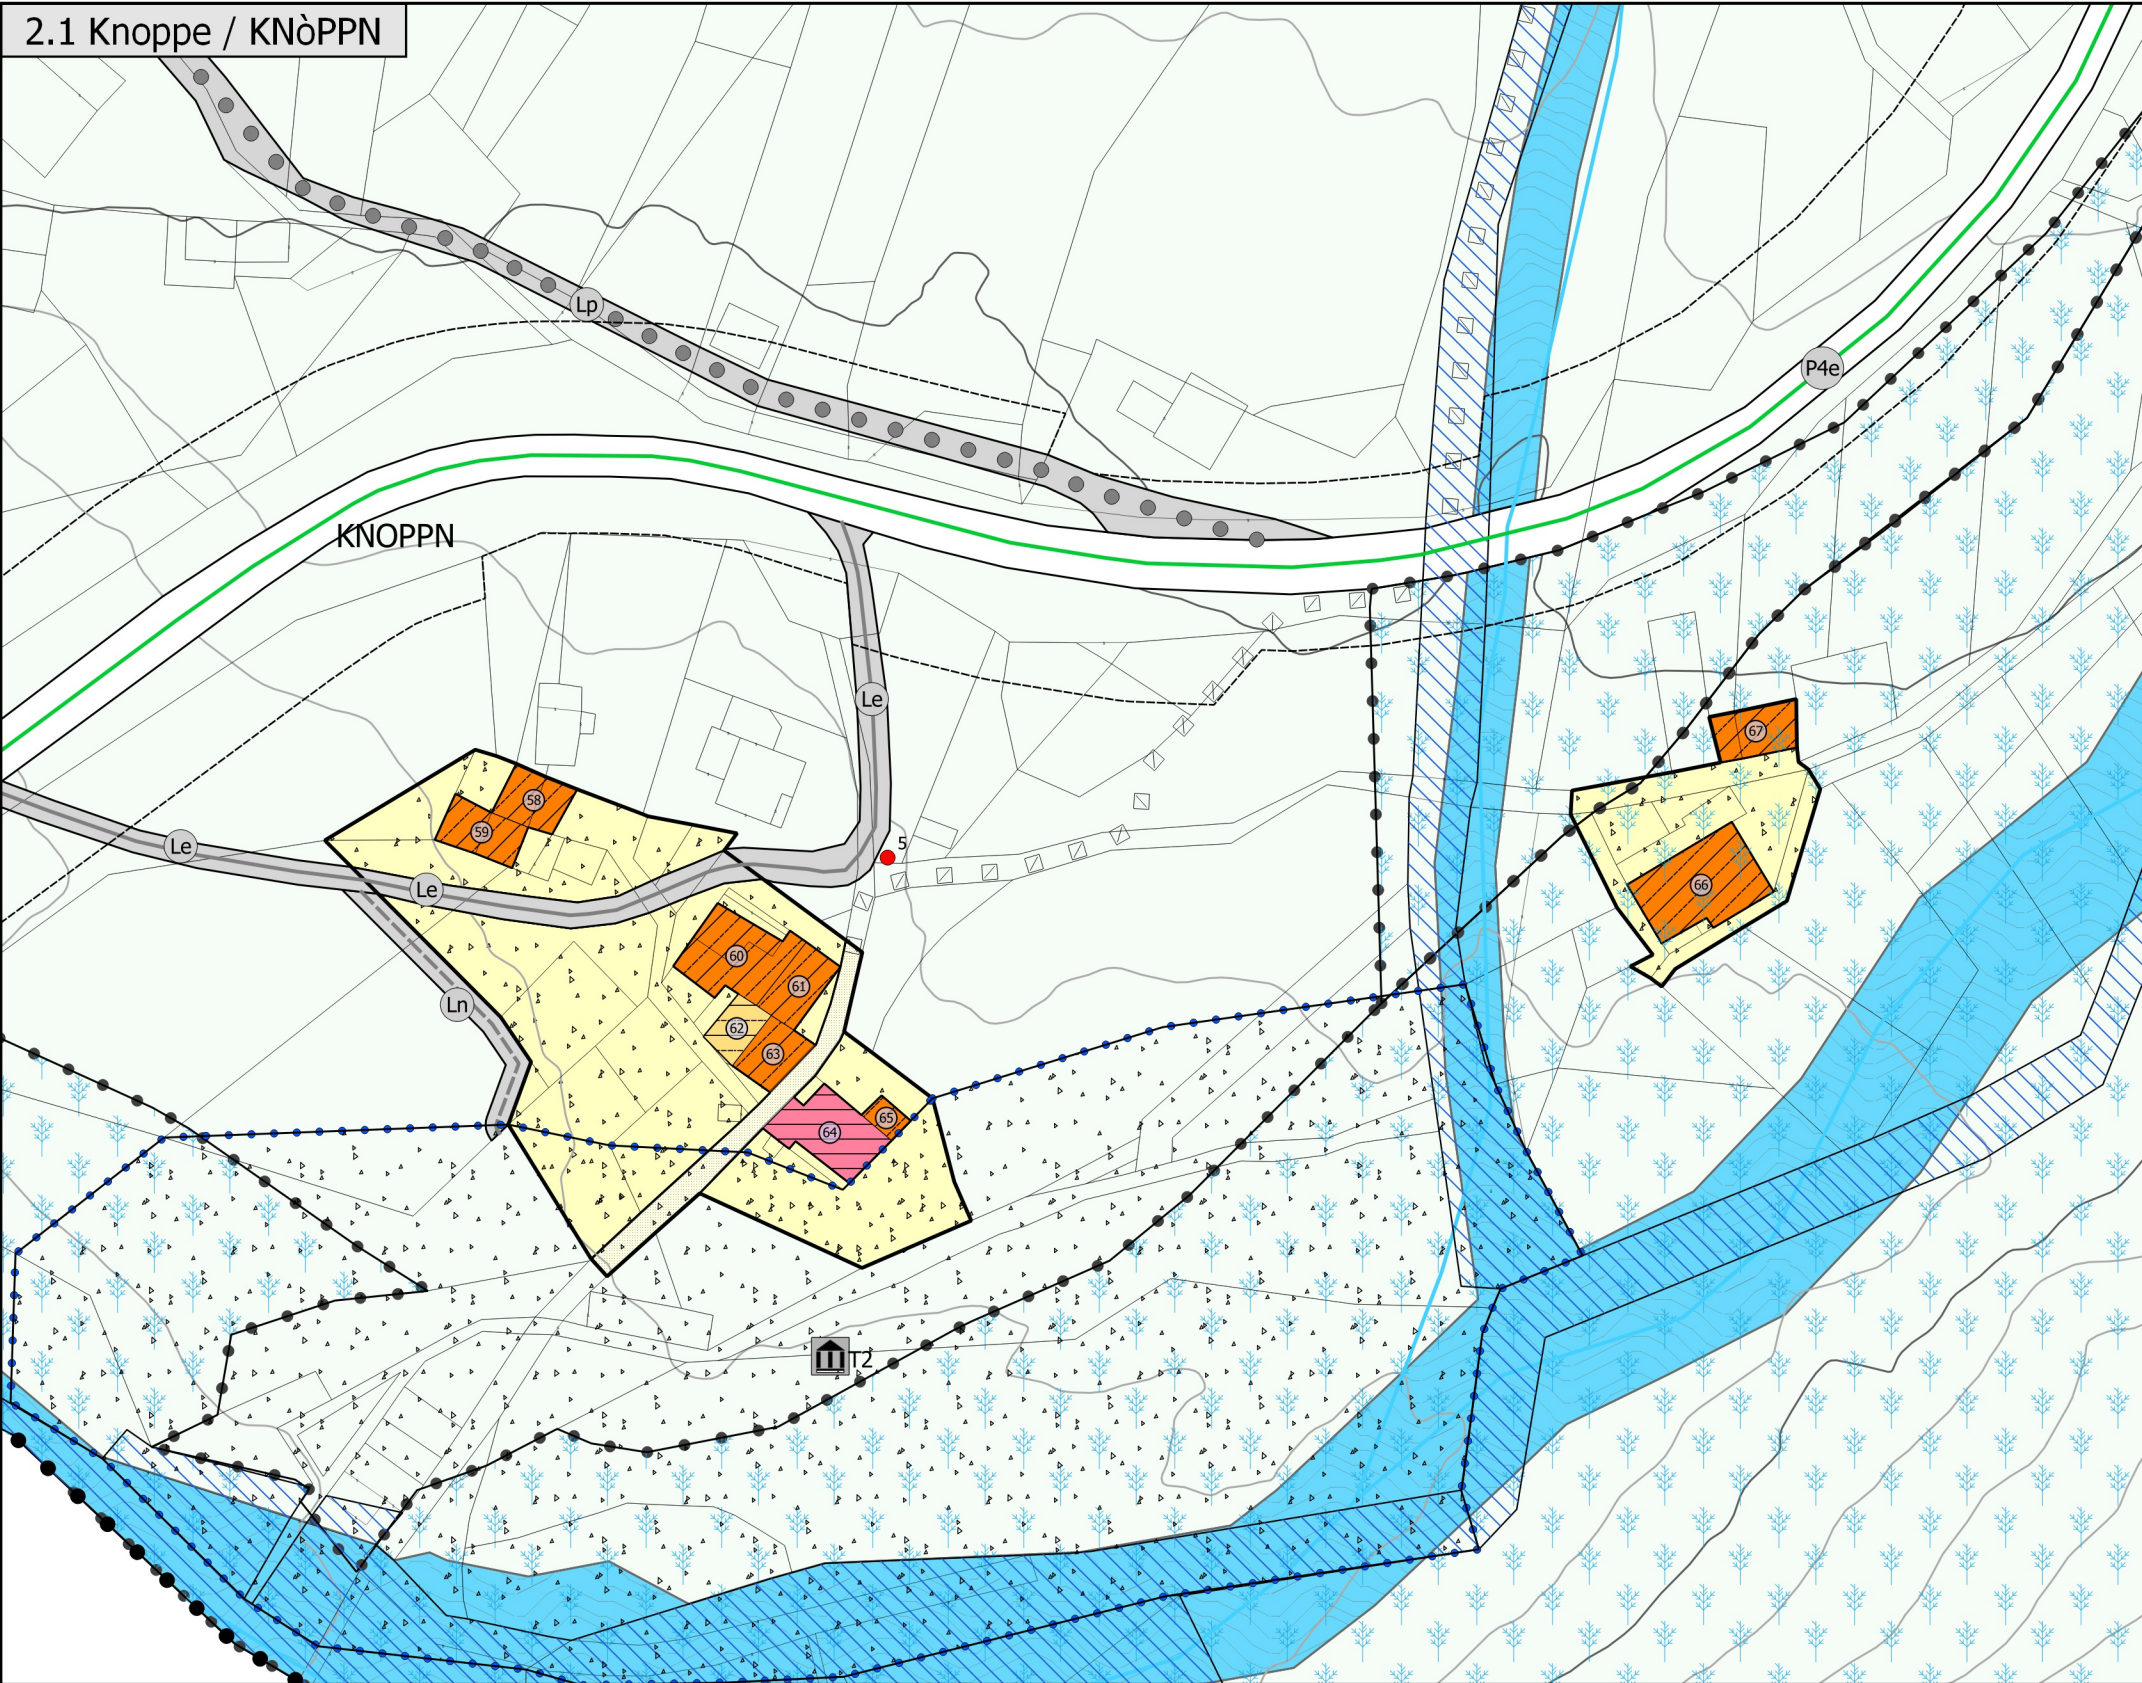 2.1 Knoppe / KNòPPN
Lp
P4e
KNOPPN
Le
67
58
59
Le
5
Le
66
60
61
Ln
62
63
65
64
T2